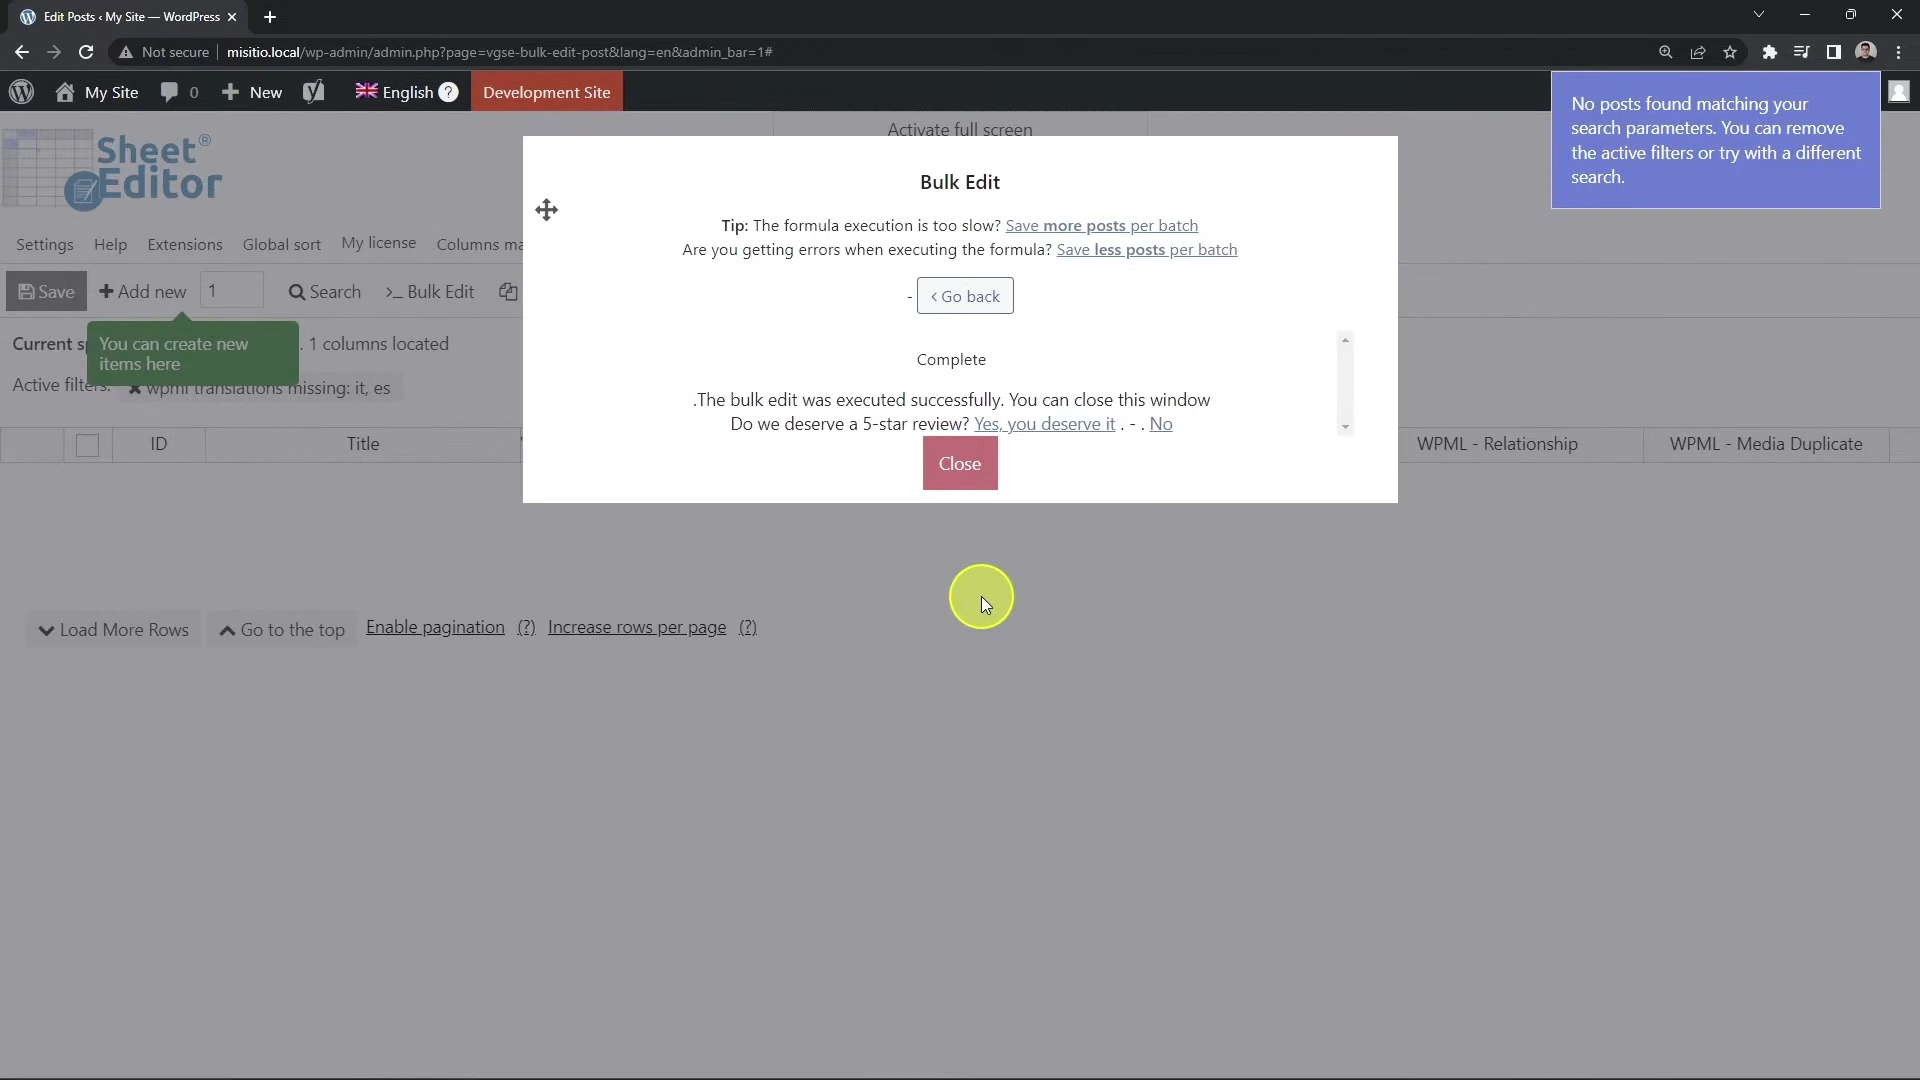 Edit Posts ‹ My Site — WordPress
Not secure misitio.local/wp-admin/admin.php?page=vgse-bulk-edit-post&lang=en&admin_bar=1#
My Site 0 New English ? Development Site
No posts found matching your
search parameters. You can remove
the active filters or try with a different
search.
Activate full screen
Sheet®
Editor
Bulk Edit
Tip: The formula execution is too slow? Save more posts per batch
Are you getting errors when executing the formula? Save less posts per batch
- ‹ Go back
Complete
.The bulk edit was executed successfully. You can close this window
Do we deserve a 5-star review? Yes, you deserve it . - . No
Close
Settings Help Extensions Global sort My license Columns ma
Save Add new 1 Search >_ Bulk Edit
You can create new
items here
Current s . 1 columns located
Active filters: wpml translations missing: it, es
ID Title WPML - Relationship WPML - Media Duplicate
Load More Rows Go to the top Enable pagination (?) Increase rows per page (?)